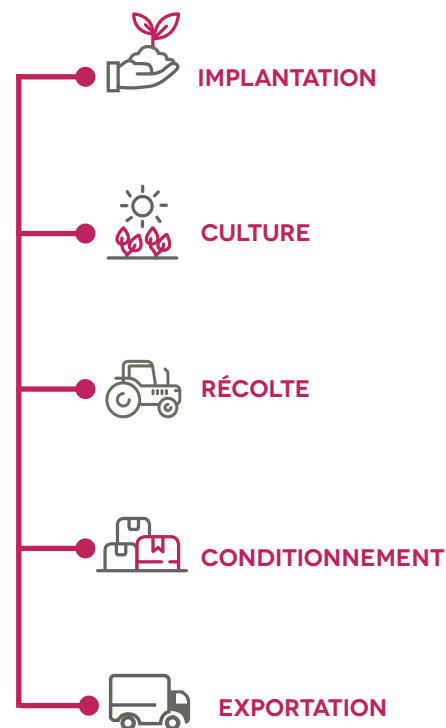 IMPLANTATION
CULTURE
RÉCOLTE
CONDITIONNEMENT
EXPORTATION